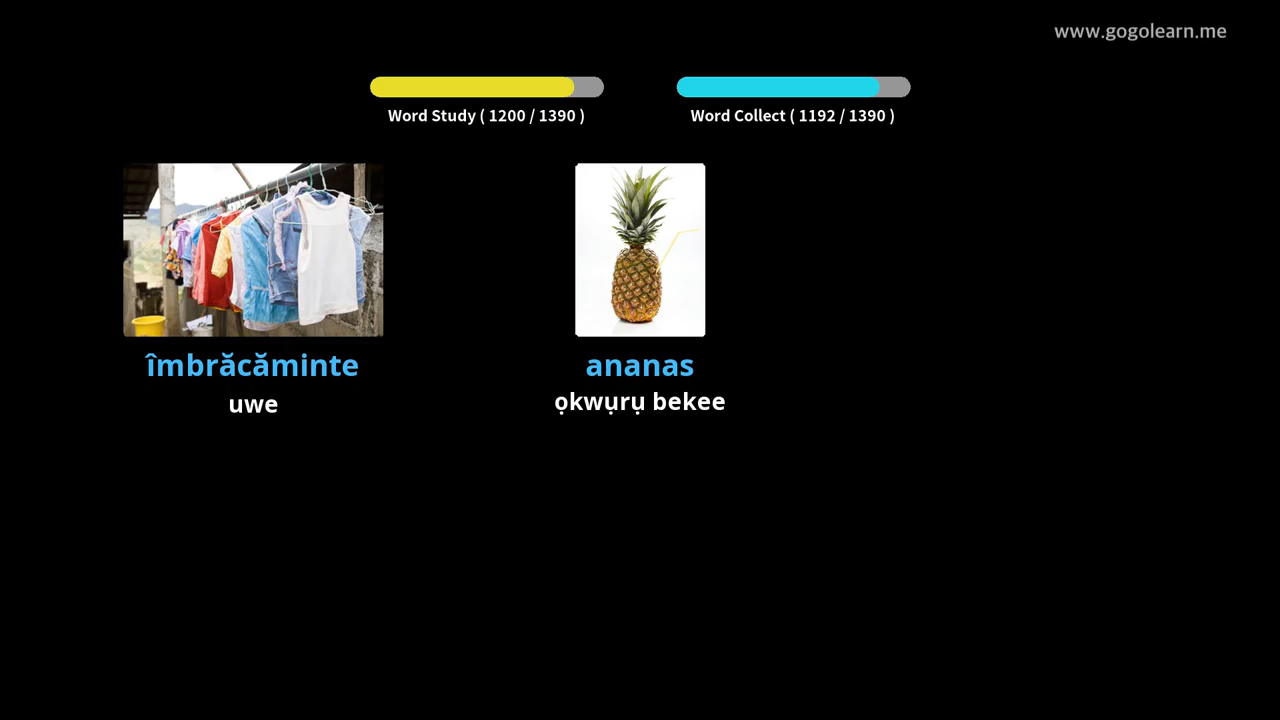 www.gogolearn.me
Word Study ( 1200 / 1390 )
Word Collect ( 1192 / 1390 )
îmbrăcăminte
uwe
ananas
ọkwụrụ bekee